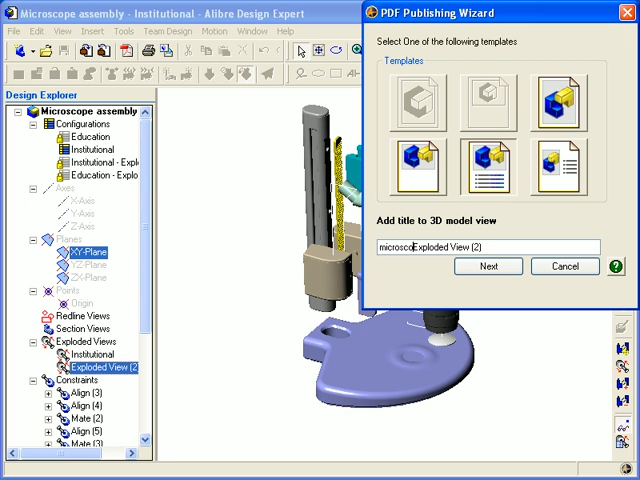 Microscope assembly - Institutional - Alibre Design Expert
File Edit View Insert Tools Team Design Motion Window Help
Design Explorer
Microscope assembly
Configurations
Education
Institutional
Institutional - Explo
Education - Explo
Axes
X-Axis
Y-Axis
Z-Axis
Planes
XY-Plane
YZ-Plane
ZX-Plane
Points
Origin
Redline Views
Section Views
Exploded Views
Institutional
Exploded View (2)
Constraints
Align (3)
Align (4)
Mate (2)
Align (5)
Mate (3)
PDF Publishing Wizard
Select One of the following templates
Templates
Add title to 3D model view
microscoExploded View (2)
Next
Cancel
?